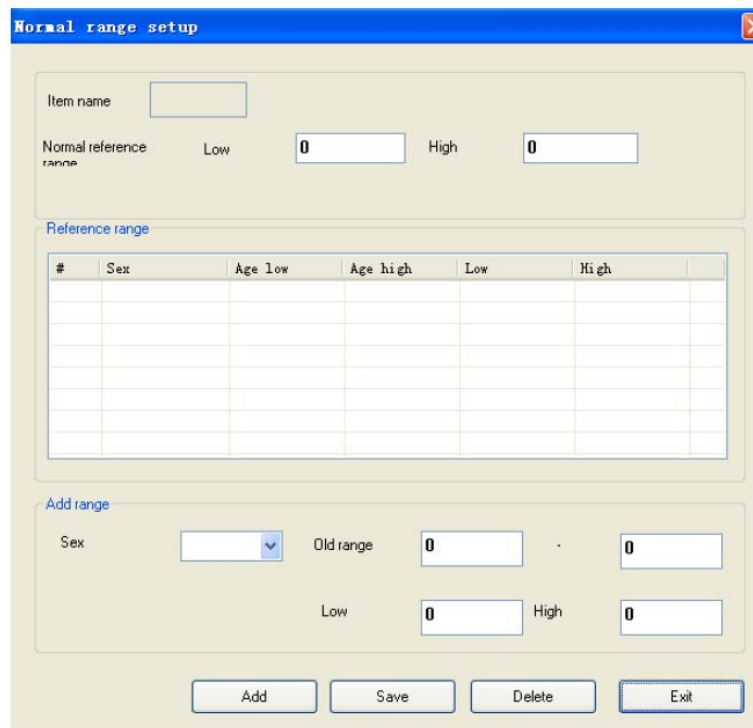 Normal range setup
Item name
Normal reference
range
Low 0 High 0
Reference range
# Sex Age low Age high Low High
Add range
Sex Old range 0 - 0
Low 0 High 0
Add Save Delete Exit